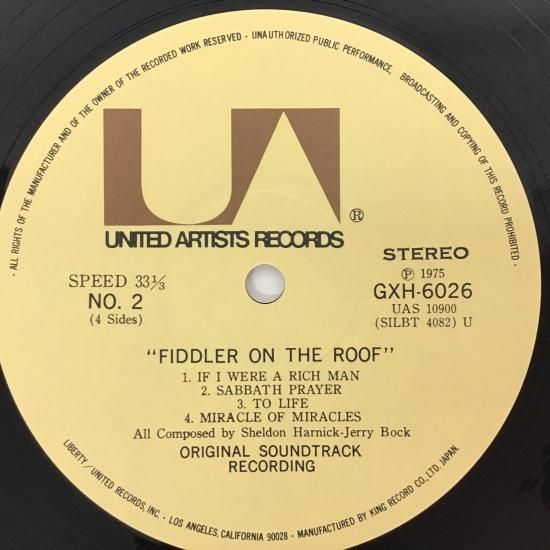 ALL RIGHTS OF THE MANUFACTURER AND OF THE OWNER OF THE RECORDED WORK RESERVED · UNAUTHORIZED PUBLIC PERFORMANCE, BROADCASTING AND COPYING OF THIS RECORD PROHIBITED ·
UA ®
UNITED ARTISTS RECORDS
SPEED 33⅓
NO. 2
(4 Sides)
STEREO
℗ 1975
GXH-6026
UAS 10900
(SILBT 4082) U
"FIDDLER ON THE ROOF"
1. IF I WERE A RICH MAN
2. SABBATH PRAYER
3. TO LIFE
4. MIRACLE OF MIRACLES
All Composed by Sheldon Harnick-Jerry Bock
ORIGINAL SOUNDTRACK
RECORDING
LIBERTY/UNITED RECORDS, INC. · LOS ANGELES, CALIFORNIA 90028 · MANUFACTURED BY KING RECORD CO., LTD. JAPAN.